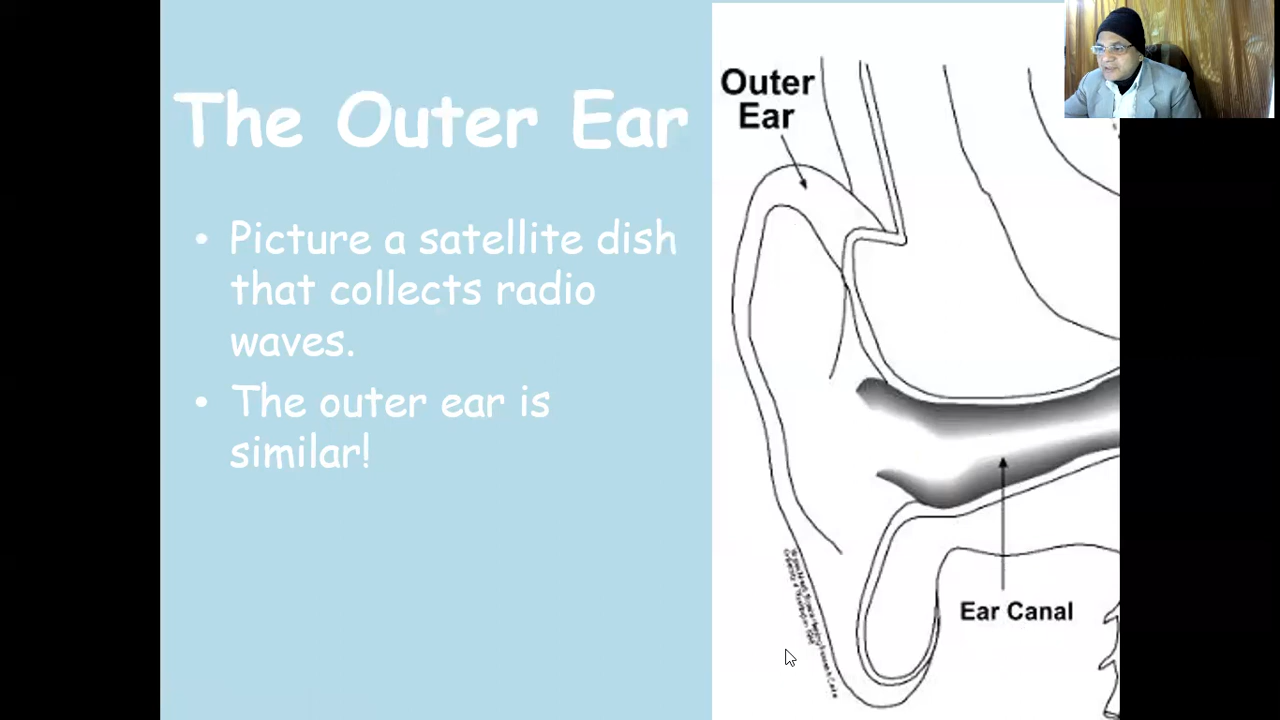 The Outer Ear
• Picture a satellite dish
that collects radio
waves.
• The outer ear is
similar!
Outer
Ear
Ear Canal